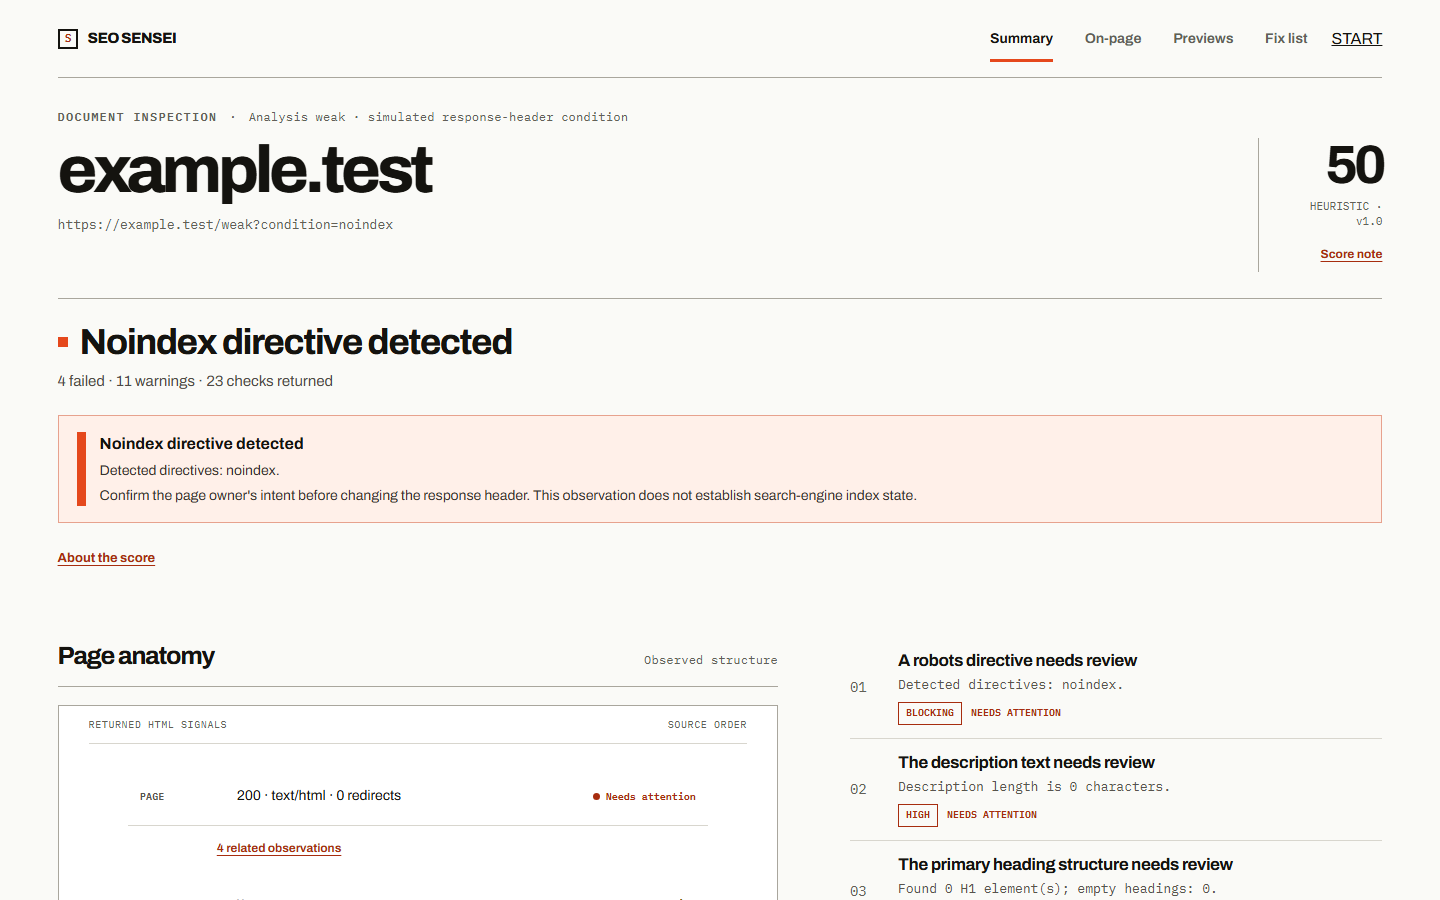 S SEO SENSEI
Summary On-page Previews Fix list START
DOCUMENT INSPECTION · Analysis weak · simulated response-header condition
example.test
https://example.test/weak?condition=noindex
50
HEURISTIC ·
v1.0
Score note
Noindex directive detected
4 failed · 11 warnings · 23 checks returned
Noindex directive detected
Detected directives: noindex.
Confirm the page owner's intent before changing the response header. This observation does not establish search-engine index state.
About the score
Page anatomy
Observed structure
RETURNED HTML SIGNALS
SOURCE ORDER
PAGE
200 · text/html · 0 redirects
Needs attention
4 related observations
01
A robots directive needs review
Detected directives: noindex.
BLOCKING NEEDS ATTENTION
02
The description text needs review
Description length is 0 characters.
HIGH NEEDS ATTENTION
03
The primary heading structure needs review
Found 0 H1 element(s); empty headings: 0.